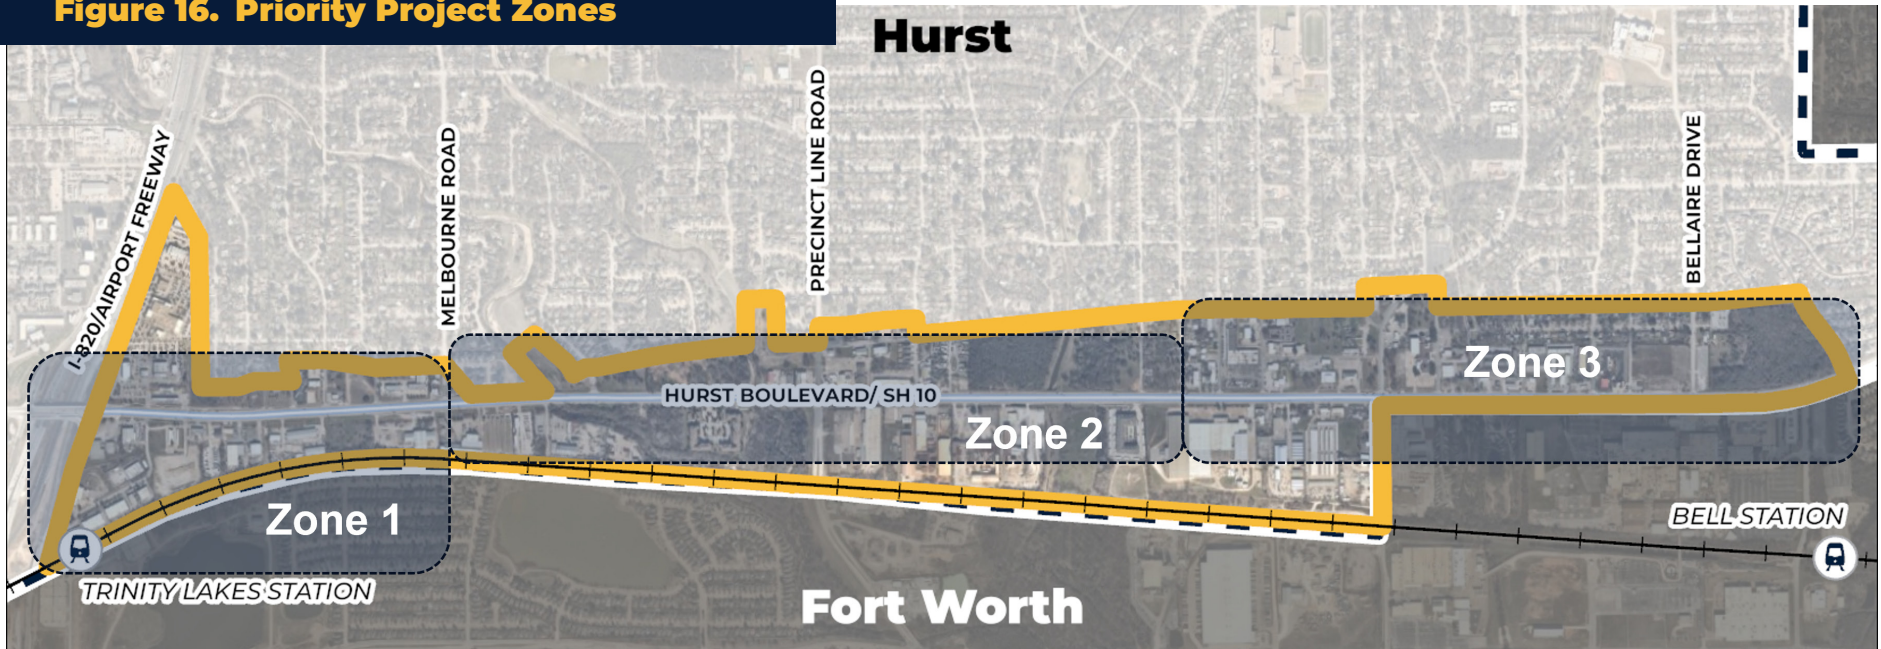 Figure 16. Priority Project Zones
Hurst
I-820/AIRPORT FREEWAY
MELBOURNE ROAD
PRECINCT LINE ROAD
BELLAIRE DRIVE
Zone 3
HURST BOULEVARD/ SH 10
Zone 2
Zone 1
BELL STATION
TRINITY LAKES STATION
Fort Worth